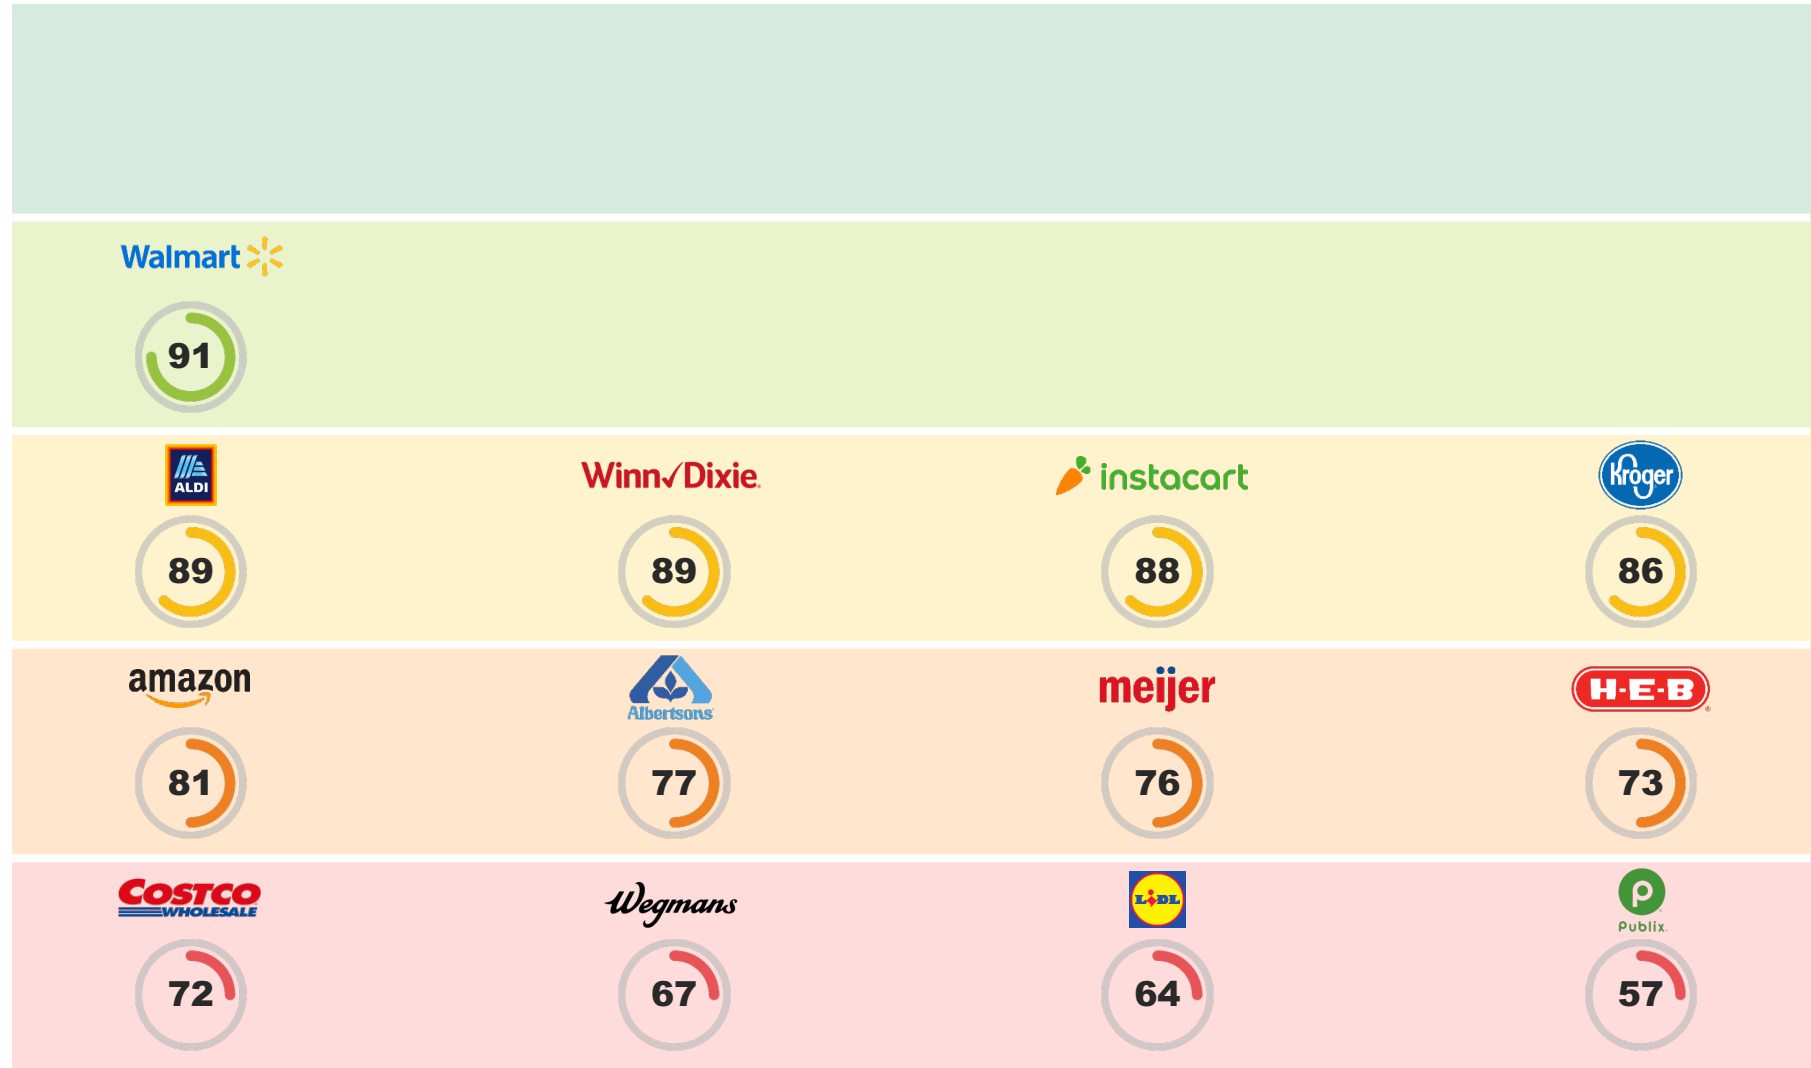 Walmart
91
ALDI
Winn✓Dixie®
instacart
Kroger
89
89
88
86
amazon
Albertsons®
meijer
H-E-B®
81
77
76
73
COSTCO
WHOLESALE
Wegmans
LIDL
P
Publix.
72
67
64
57